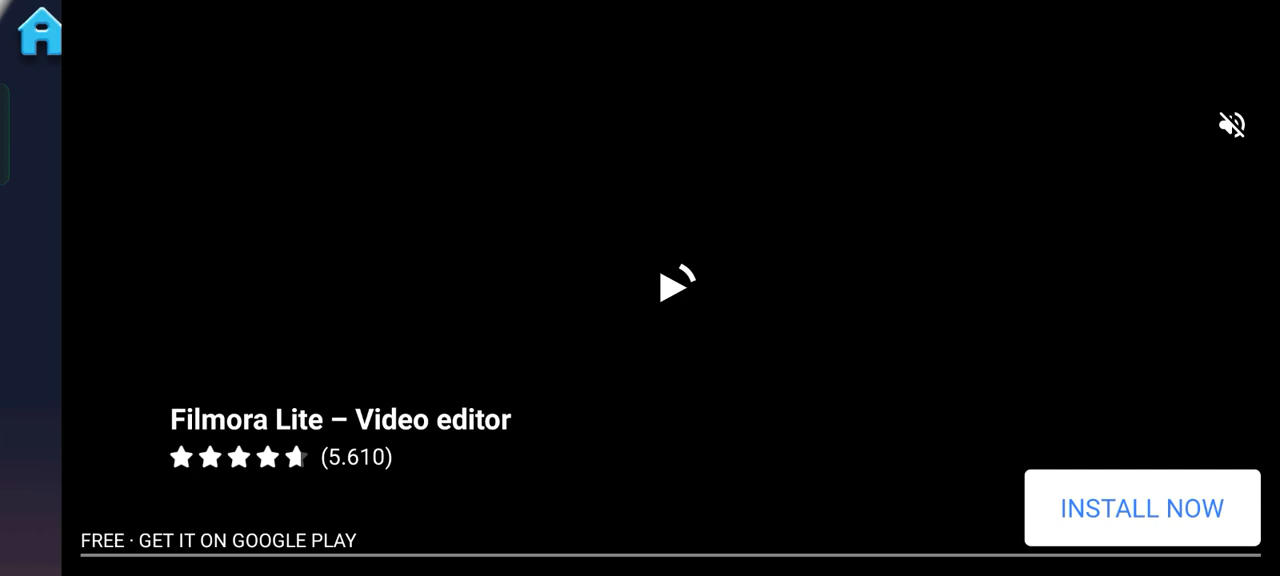 Filmora Lite – Video editor
(5.610)
INSTALL NOW
FREE · GET IT ON GOOGLE PLAY